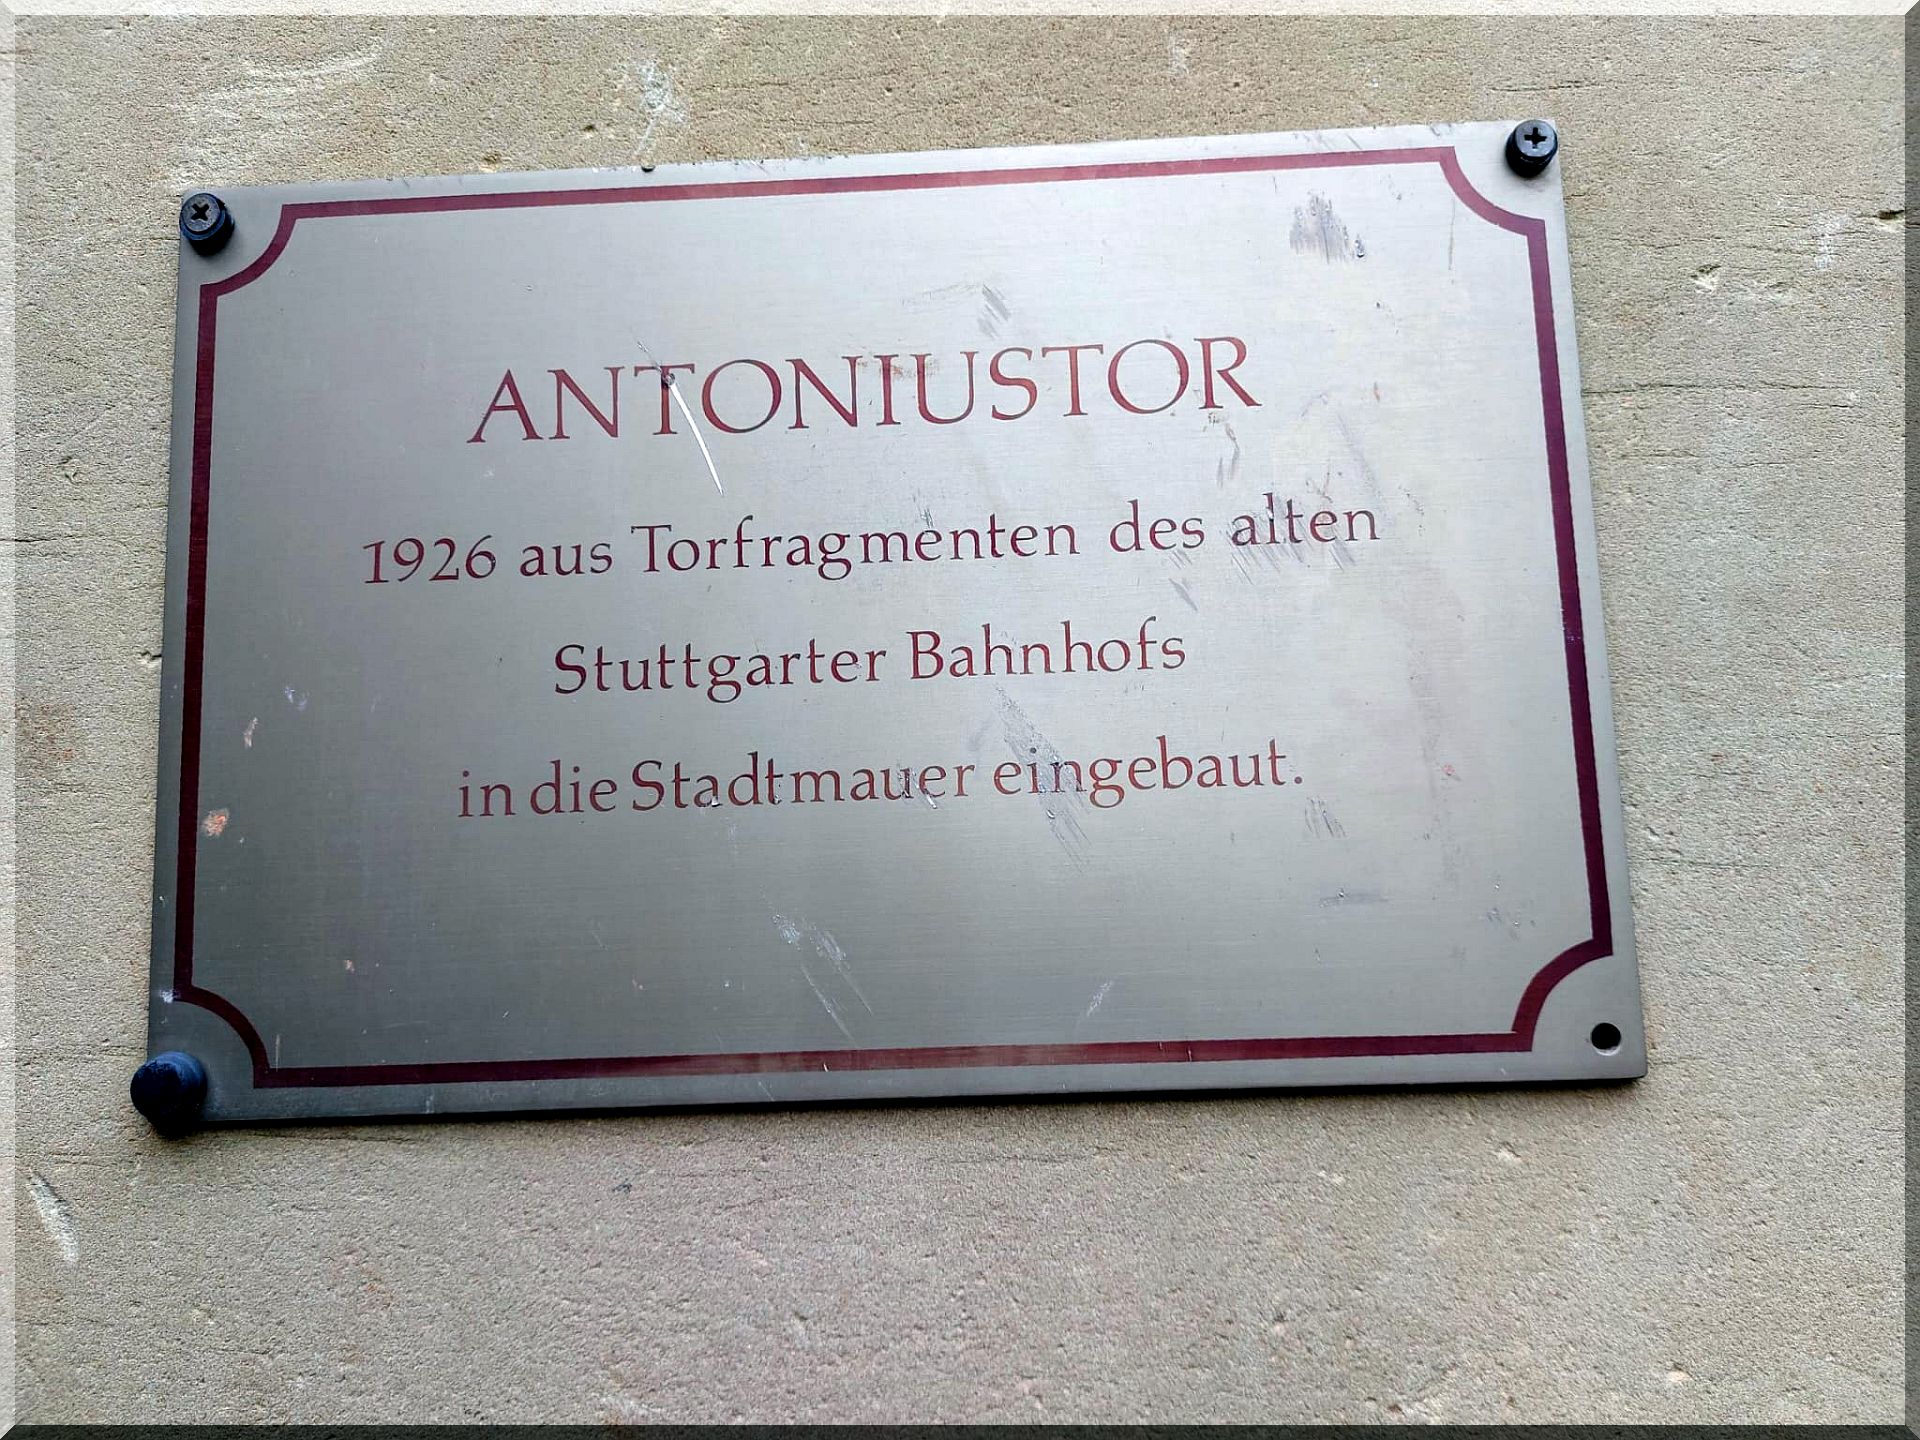 ANTONIUSTOR
1926 aus Torfragmenten des alten
Stuttgarter Bahnhofs
in die Stadtmauer eingebaut.